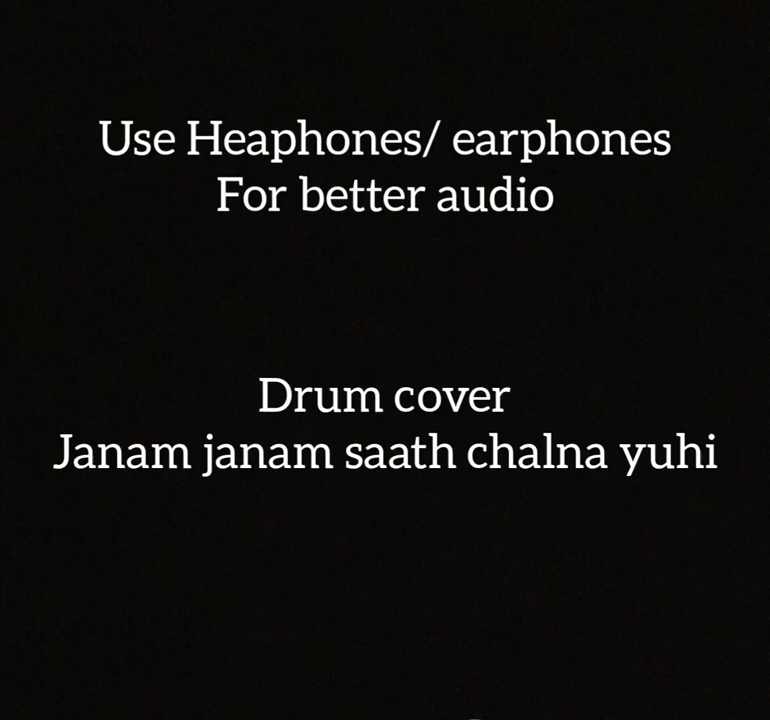 Use Heaphones/ earphones
For better audio
Drum cover
Janam janam saath chalna yuhi